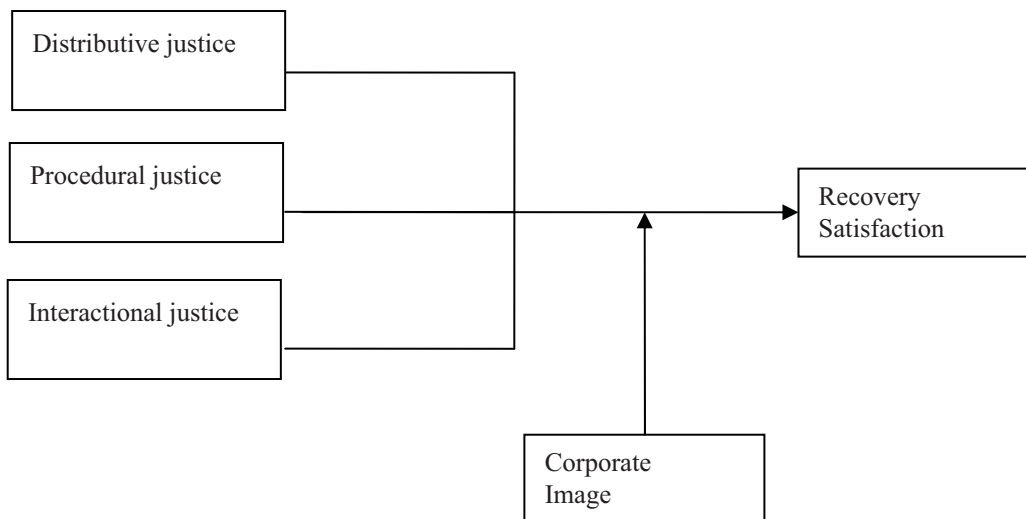 Distributive justice
Procedural justice
Interactional justice
Recovery
Satisfaction
Corporate
Image